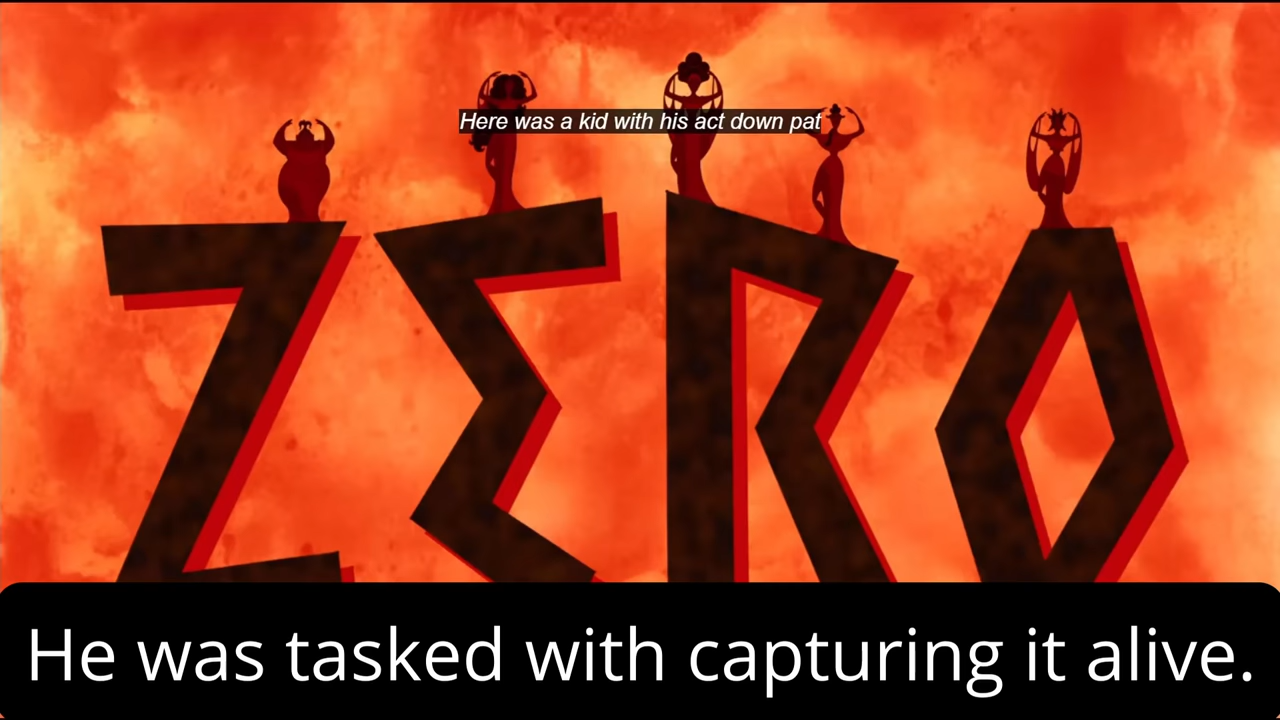 Here was a kid with his act down pat
ZERO
He was tasked with capturing it alive.